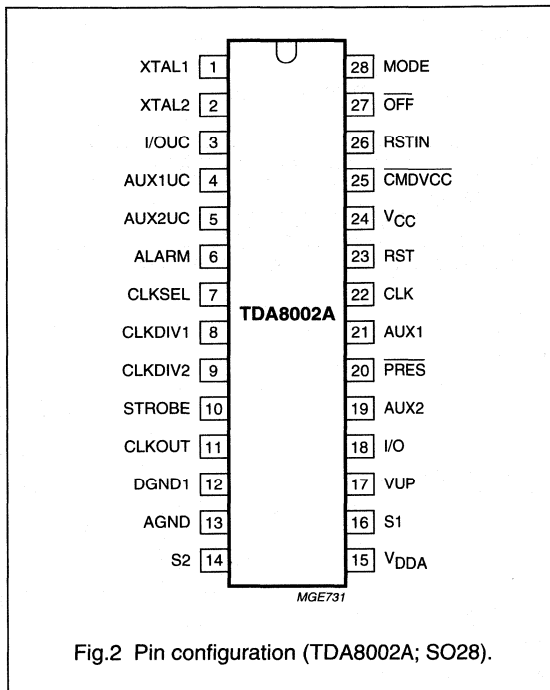 XTAL1 1 28 MODE
XTAL2 2 27 O̅F̅F̅
I/OUC 3 26 RSTIN
AUX1UC 4 25 C̅M̅D̅V̅C̅C̅
AUX2UC 5 24 VCC
ALARM 6 23 RST
CLKSEL 7 22 CLK
TDA8002A
CLKDIV1 8 21 AUX1
CLKDIV2 9 20 P̅R̅E̅S̅
STROBE 10 19 AUX2
CLKOUT 11 18 I/O
DGND1 12 17 VUP
AGND 13 16 S1
S2 14 15 VDDA
MGE731
Fig.2 Pin configuration (TDA8002A; SO28).